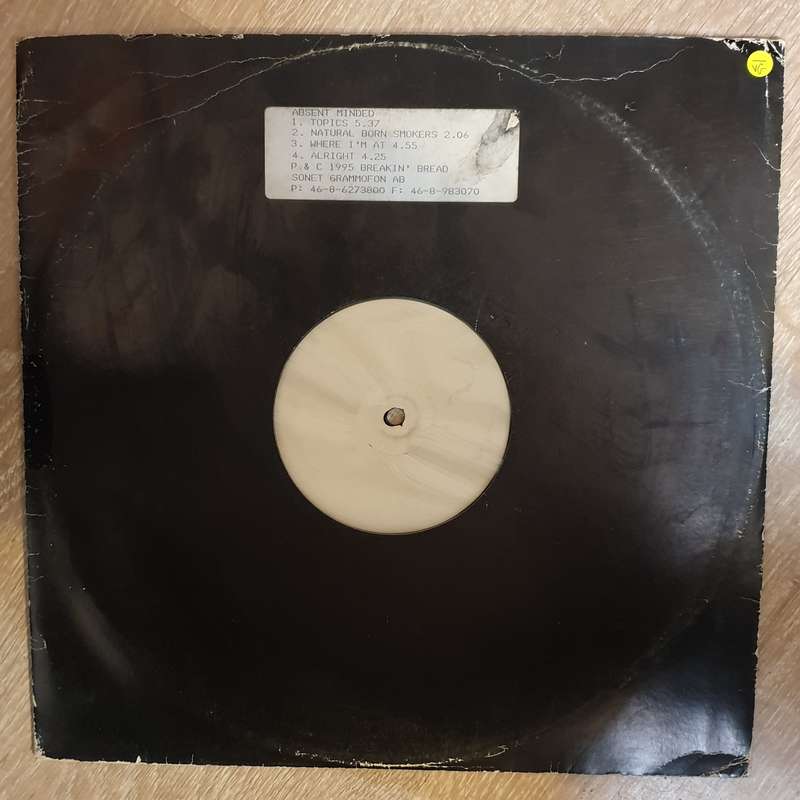 ABSENT MINDED
1. TOPICS 5.37
2. NATURAL BORN SMOKERS 2.06
3. WHERE I'M AT 4.55
4. ALRIGHT 4.25
P & C 1995 BREAKIN' BREAD
SONET GRAMMOFON AB
P: 46-8-6273800 F: 46-8-983070
VG